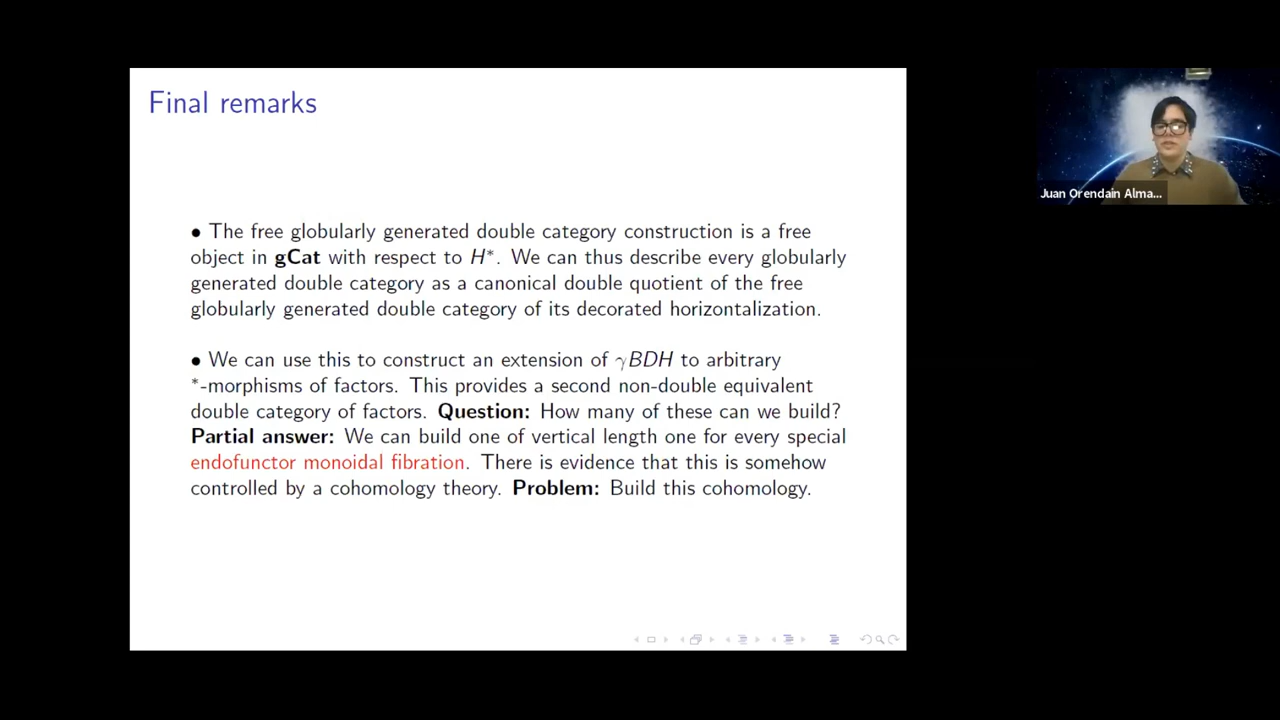 Final remarks
• The free globularly generated double category construction is a free
object in gCat with respect to H*. We can thus describe every globularly
generated double category as a canonical double quotient of the free
globularly generated double category of its decorated horizontalization.
• We can use this to construct an extension of γBDH to arbitrary
*-morphisms of factors. This provides a second non-double equivalent
double category of factors. Question: How many of these can we build?
Partial answer: We can build one of vertical length one for every special
endofunctor monoidal fibration. There is evidence that this is somehow
controlled by a cohomology theory. Problem: Build this cohomology.
Juan Orendain Alma...